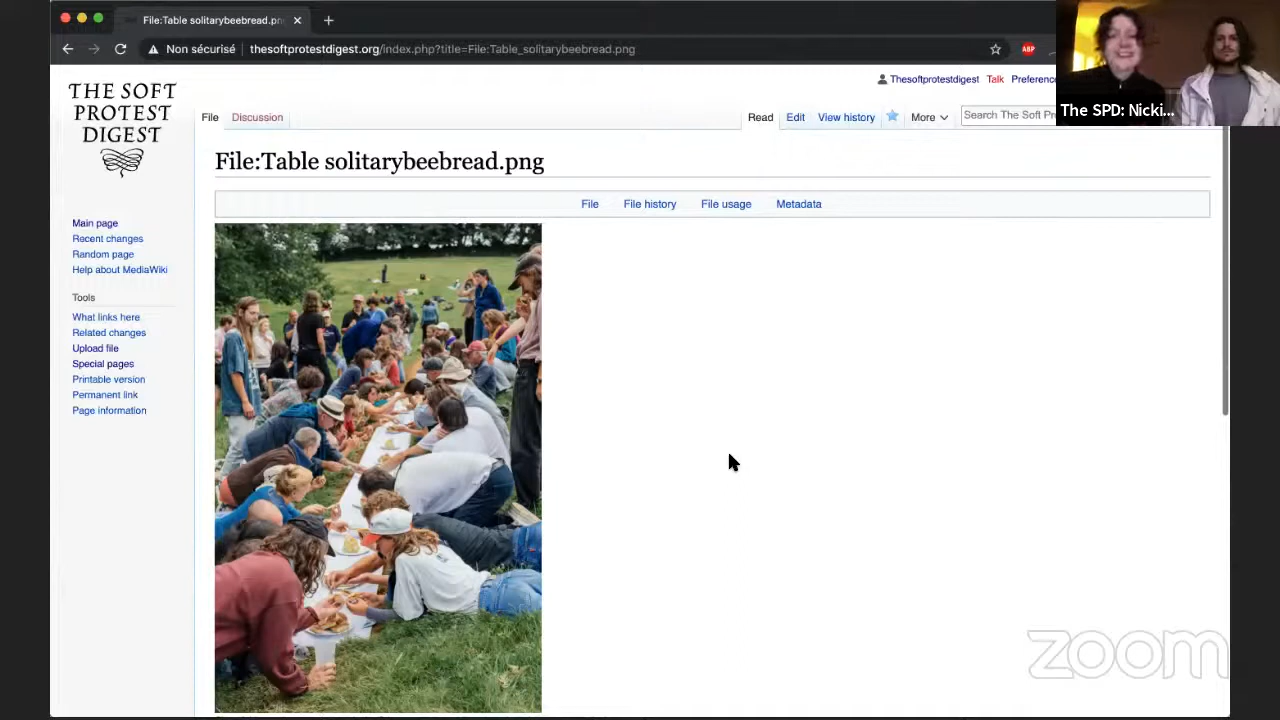 File:Table solitarybeebread.pn
Non sécurisé
thesoftprotestdigest.org/index.php?title=File:Table_solitarybeebread.png
ABP
The SPD: Nicki...
THE SOFT
PROTEST
DIGEST
Thesoftprotestdigest Talk
File Discussion Read Edit View history More Search The Soft
File:Table solitarybeebread.png
File File history File usage Metadata
Main page
Recent changes
Random page
Help about MediaWiki
Tools
What links here
Related changes
Upload file
Special pages
Printable version
Permanent link
Page information
zoom